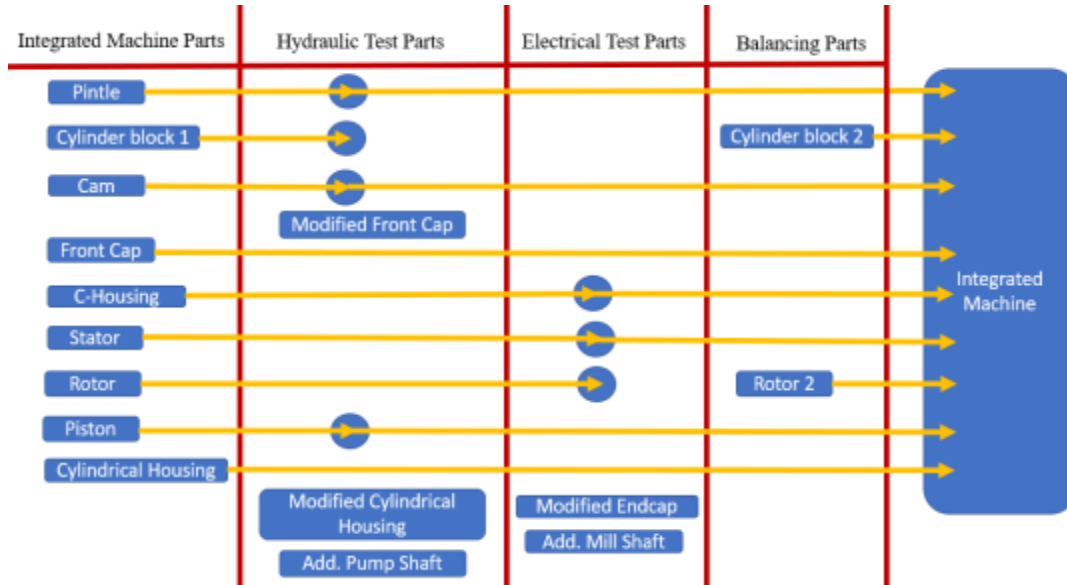 Integrated Machine Parts
Hydraulic Test Parts
Electrical Test Parts
Balancing Parts
Pintle
Cylinder block 1
Cylinder block 2
Cam
Modified Front Cap
Front Cap
C-Housing
Integrated
Machine
Stator
Rotor
Rotor 2
Piston
Cylindrical Housing
Modified Cylindrical
Housing
Modified Endcap
Add. Pump Shaft
Add. Mill Shaft